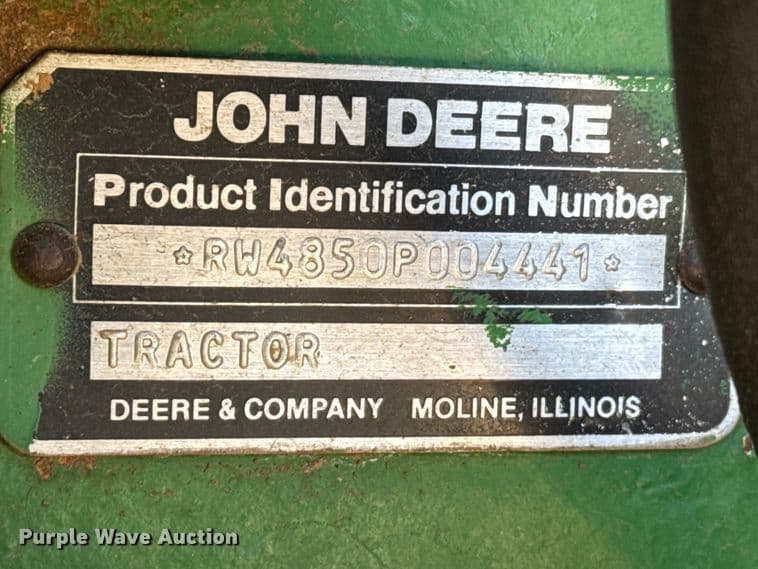 JOHN DEERE
Product Identification Number
*RW4850P004441*
TRACTOR
DEERE & COMPANY MOLINE, ILLINOIS
Purple Wave Auction